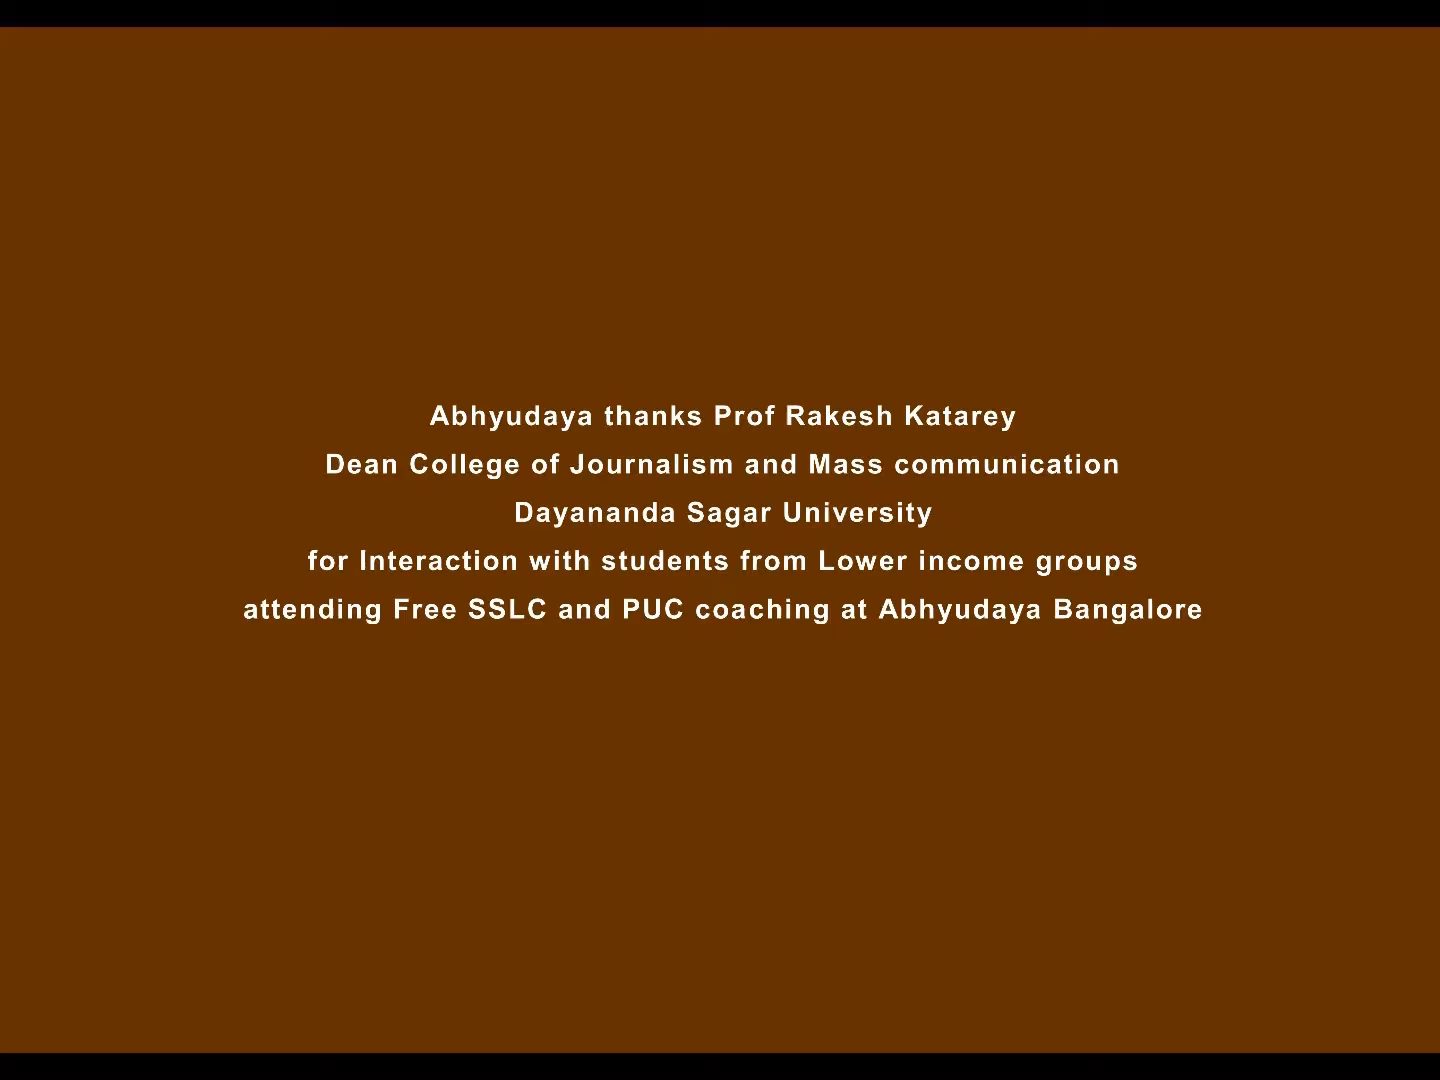 Abhyudaya thanks Prof Rakesh Katarey
Dean College of Journalism and Mass communication
Dayananda Sagar University
for Interaction with students from Lower income groups
attending Free SSLC and PUC coaching at Abhyudaya Bangalore